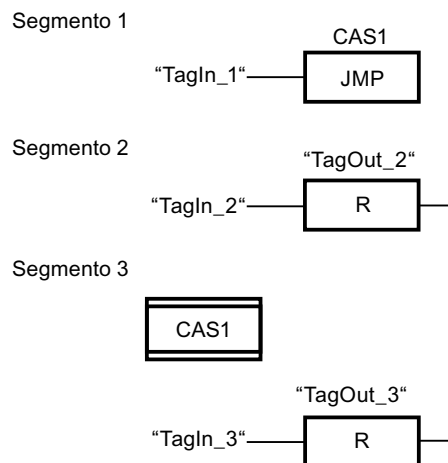 Segmento 1
CAS1
“TagIn_1“
JMP
Segmento 2
“TagOut_2“
“TagIn_2“
R
Segmento 3
CAS1
“TagOut_3“
“TagIn_3“
R